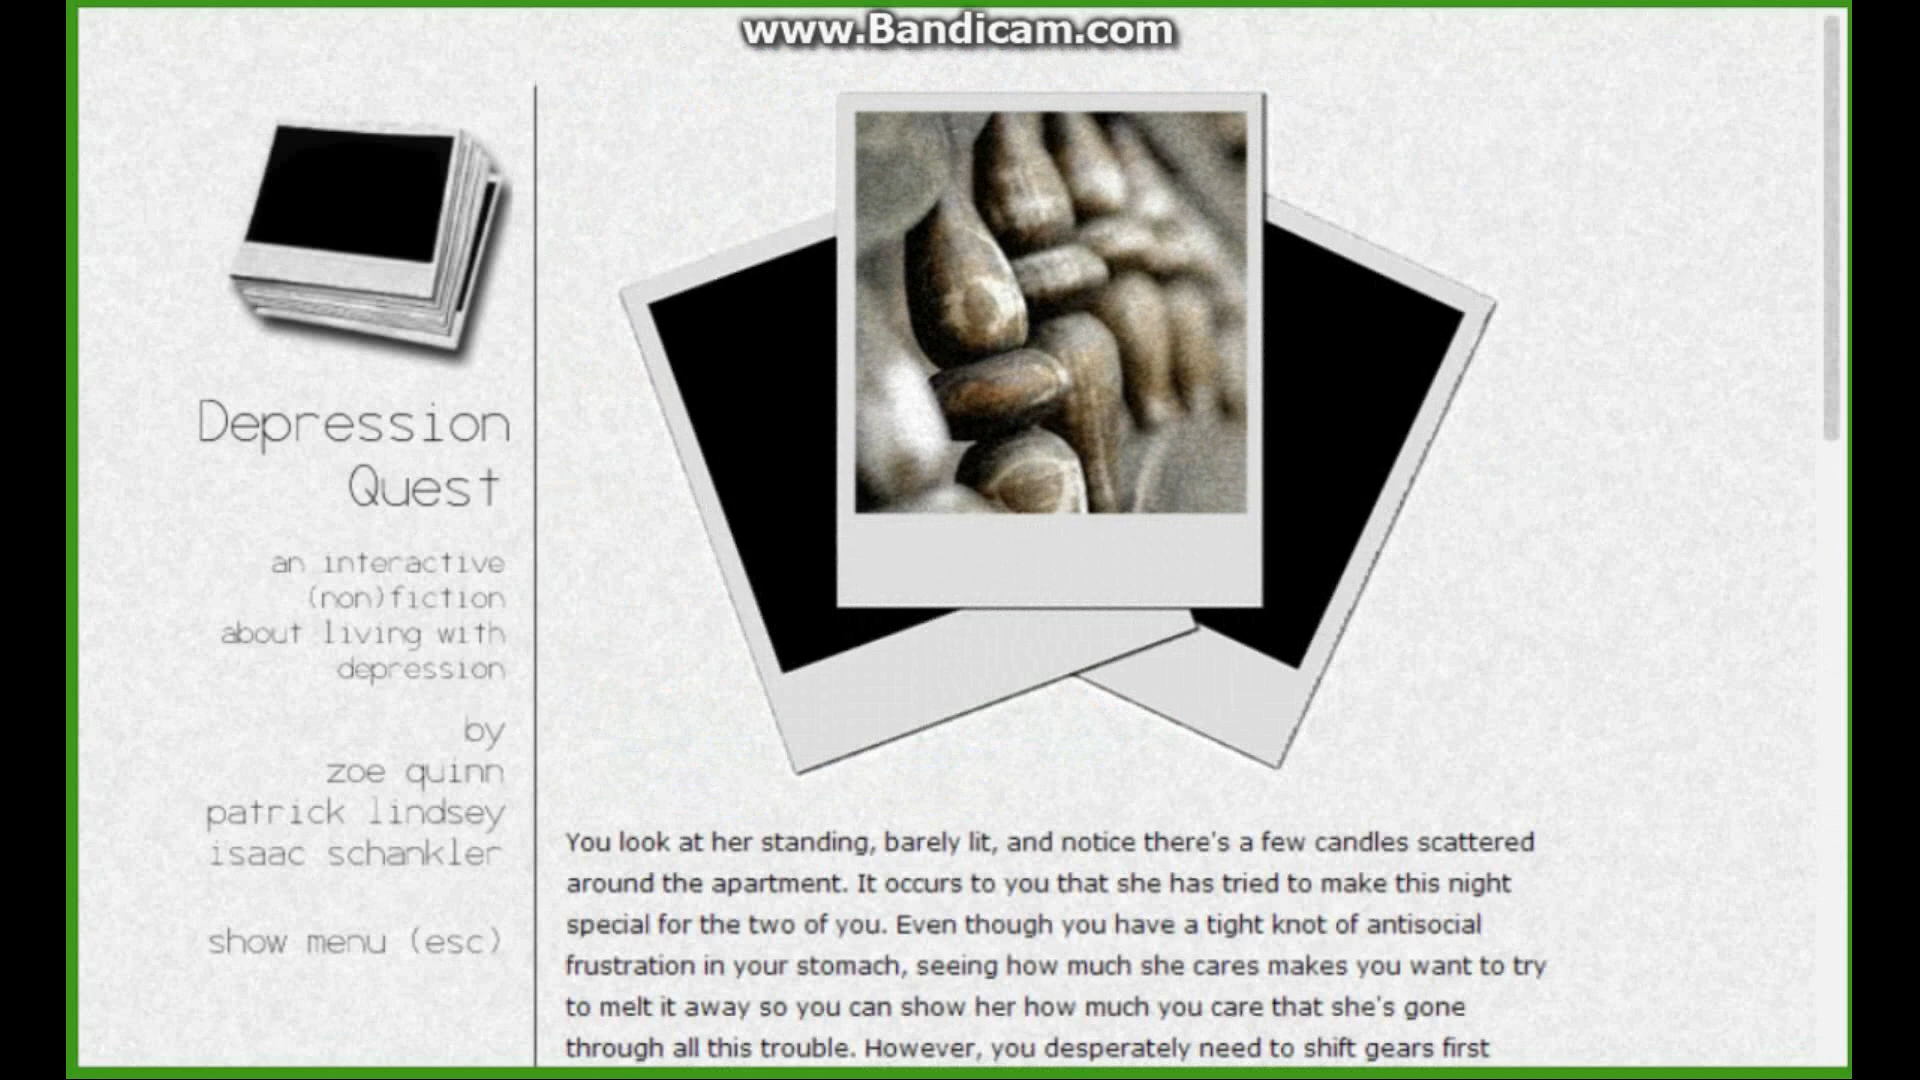 www.Bandicam.com
Depression
Quest
an interactive
(non)fiction
about living with
depression
by
zoe quinn
patrick lindsey
isaac schankler
show menu (esc)
You look at her standing, barely lit, and notice there's a few candles scattered
around the apartment. It occurs to you that she has tried to make this night
special for the two of you. Even though you have a tight knot of antisocial
frustration in your stomach, seeing how much she cares makes you want to try
to melt it away so you can show her how much you care that she's gone
through all this trouble. However, you desperately need to shift gears first